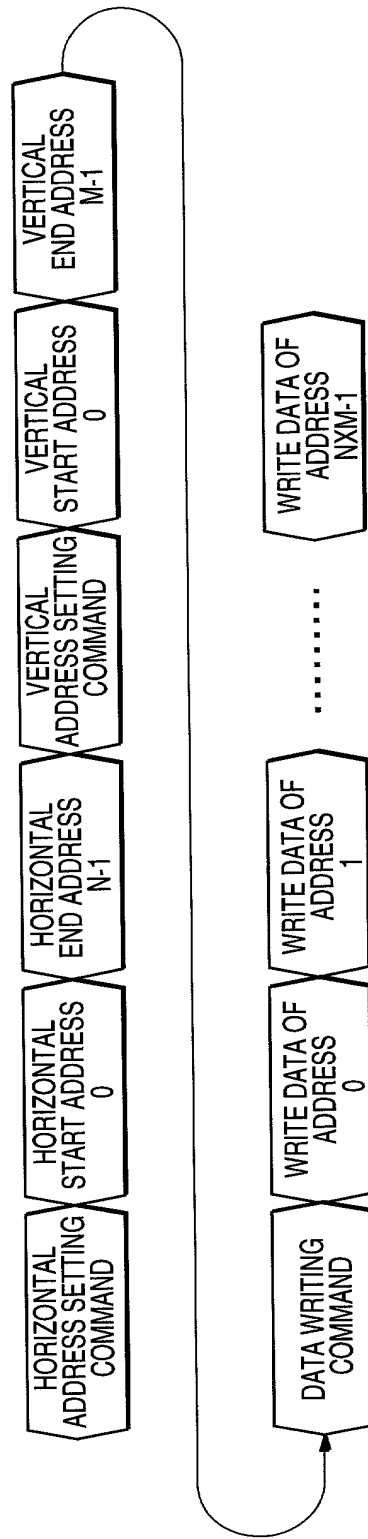 HORIZONTAL
ADDRESS SETTING
COMMAND
HORIZONTAL
START ADDRESS
0
HORIZONTAL
END ADDRESS
N-1
VERTICAL
ADDRESS SETTING
COMMAND
VERTICAL
START ADDRESS
0
VERTICAL
END ADDRESS
M-1
DATA WRITING
COMMAND
WRITE DATA OF
ADDRESS
0
WRITE DATA OF
ADDRESS
1
.........
WRITE DATA OF
ADDRESS
NXM-1